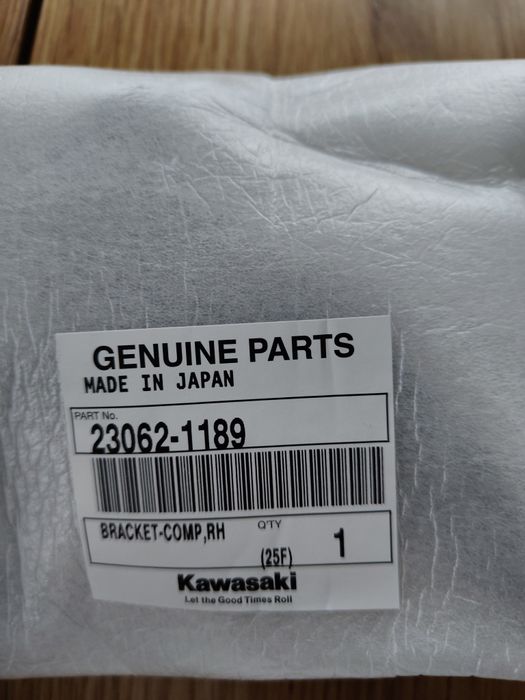 GENUINE PARTS
MADE IN JAPAN
PART No.
23062-1189
BRACKET-COMP,RH
Q'TY
(25F)
1
Kawasaki
Let the Good Times Roll